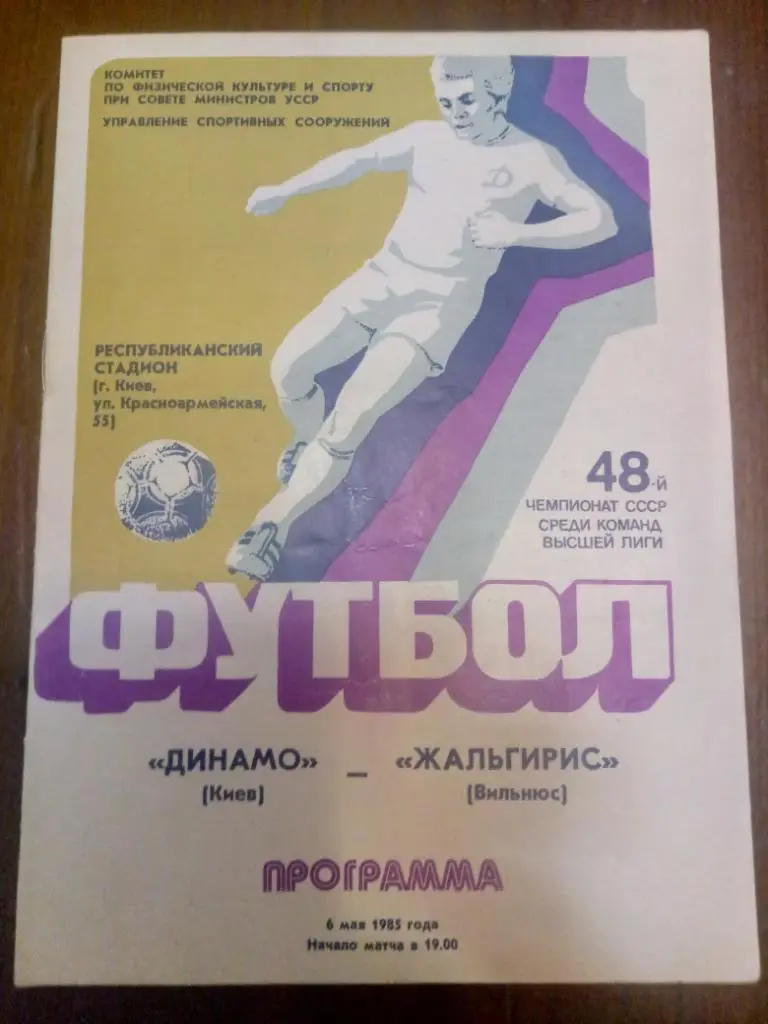 КОМИТЕТ
ПО ФИЗИЧЕСКОЙ КУЛЬТУРЕ И СПОРТУ
ПРИ СОВЕТЕ МИНИСТРОВ УССР
УПРАВЛЕНИЕ СПОРТИВНЫХ СООРУЖЕНИЙ
Д
РЕСПУБЛИКАНСКИЙ
СТАДИОН
(г. Киев,
ул. Красноармейская,
55)
48-й
ЧЕМПИОНАТ СССР
СРЕДИ КОМАНД
ВЫСШЕЙ ЛИГИ
ФУТБОЛ
«ДИНАМО» — «ЖАЛЬГИРИС»
(Киев) (Вильнюс)
ПРОГРАММА
6 мая 1985 года
Начало матча в 19.00